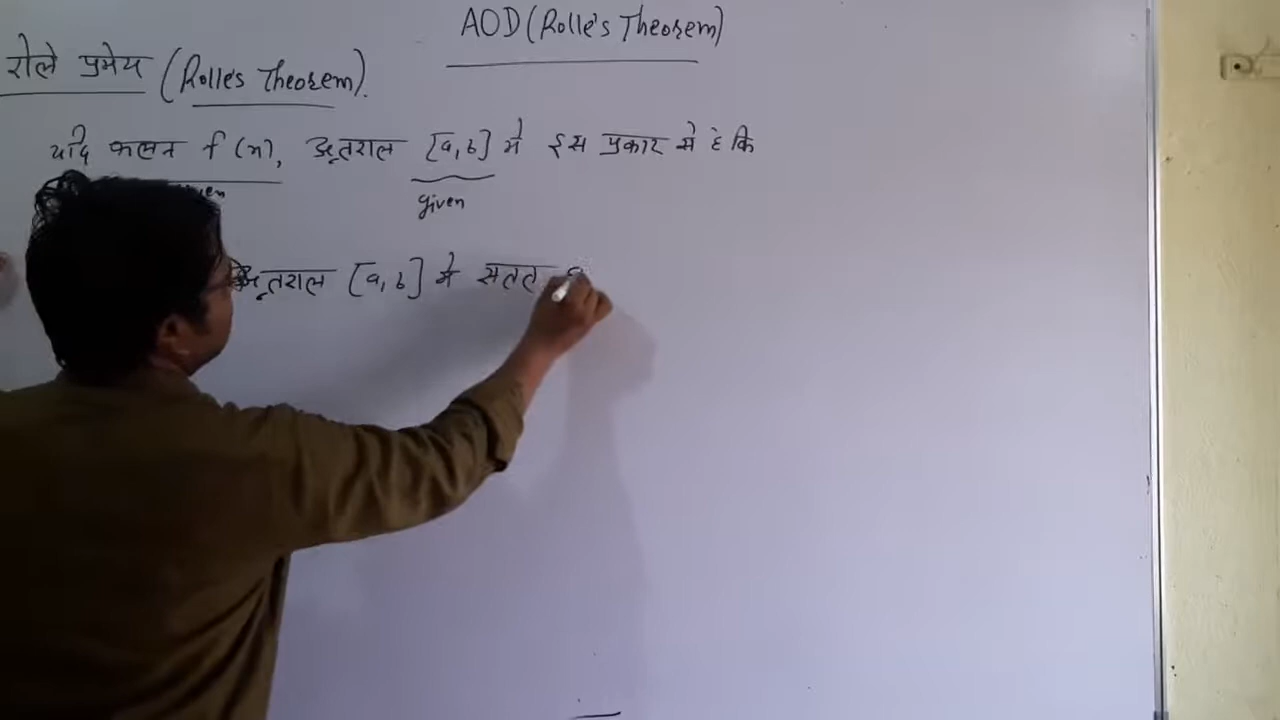 AOD (Rolle's Theorem)
रोले प्रमेय (Rolle's Theorem).
यदि फलन f(x), अंतराल [a, b] में इस प्रकार से है कि
given
अंतराल [a, b] में सतत